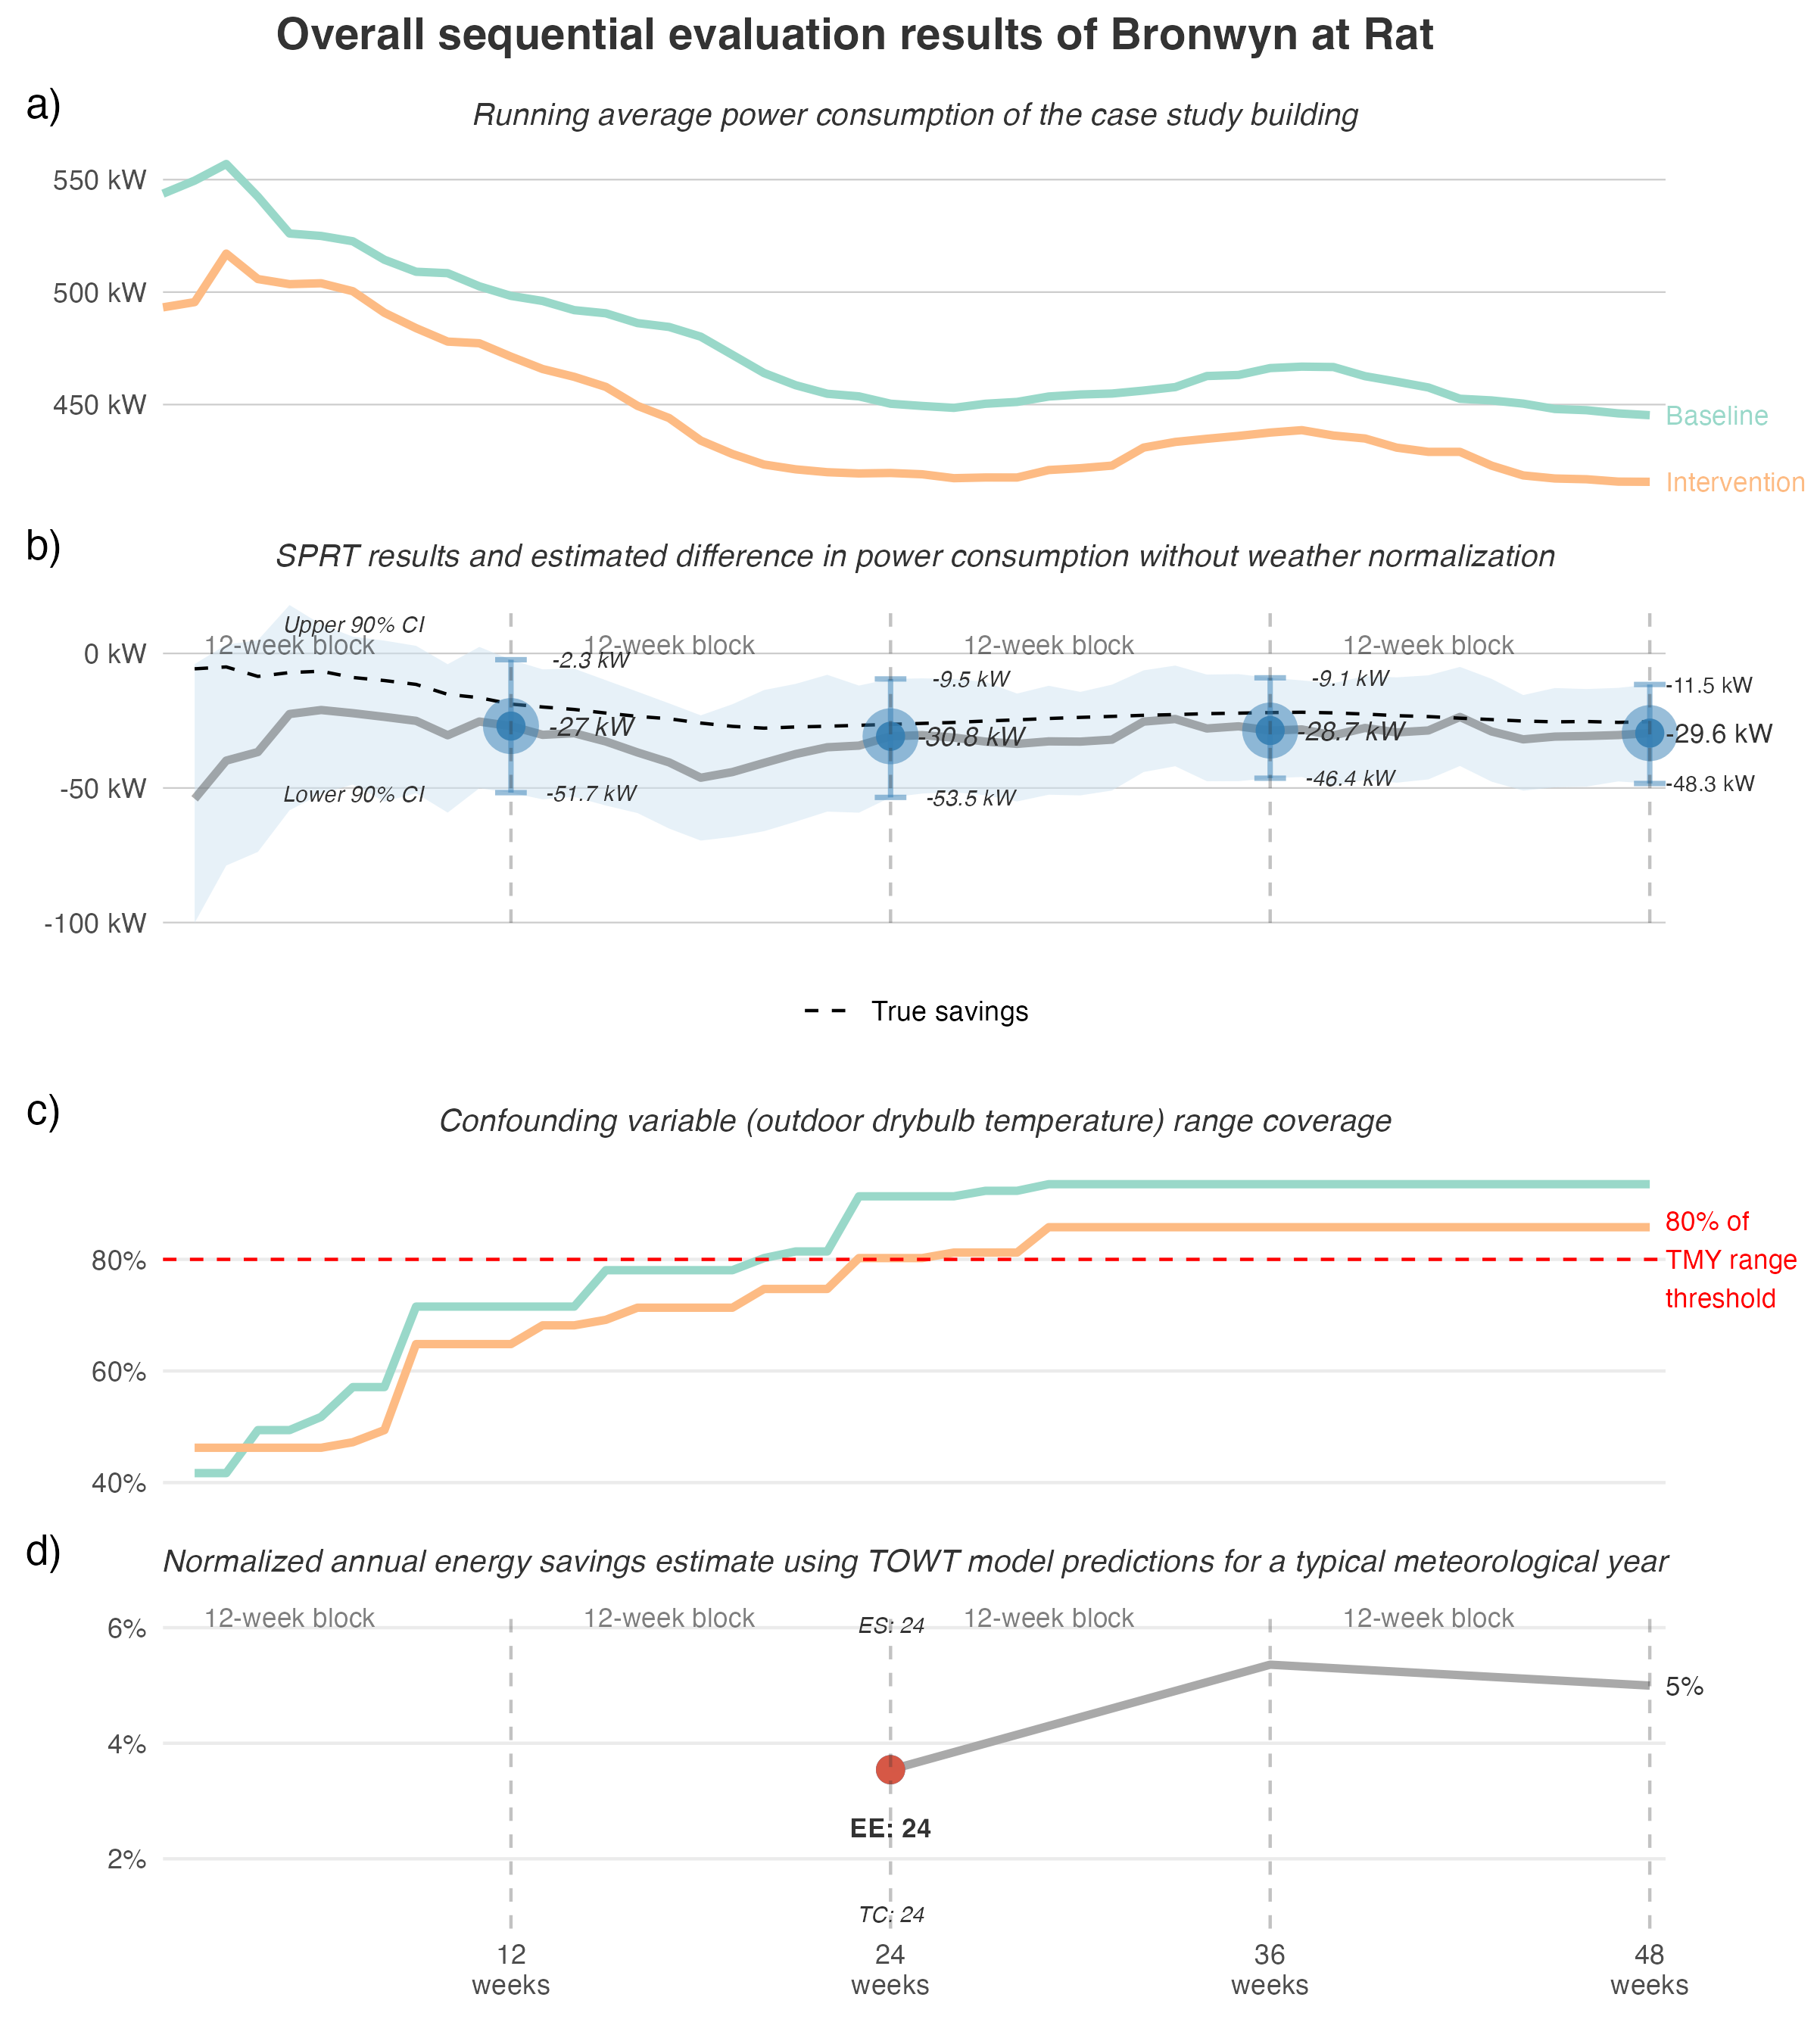 Overall sequential evaluation results of Bronwyn at Rat
a)
Running average power consumption of the case study building
550 kW
500 kW
450 kW
Baseline
Intervention
b)
SPRT results and estimated difference in power consumption without weather normalization
Upper 90% CI
12-week block
12-week block
12-week block
12-week block
0 kW
-2.3 kW
-9.5 kW
-9.1 kW
-11.5 kW
-27 kW
-30.8 kW
-28.7 kW
-29.6 kW
-50 kW
Lower 90% CI
-51.7 kW
-53.5 kW
-46.4 kW
-48.3 kW
-100 kW
True savings
c)
Confounding variable (outdoor drybulb temperature) range coverage
80%
60%
40%
80% of
TMY range
threshold
d)
Normalized annual energy savings estimate using TOWT model predictions for a typical meteorological year
12-week block
12-week block
ES: 24
12-week block
12-week block
6%
4%
2%
5%
EE: 24
TC: 24
12
weeks
24
weeks
36
weeks
48
weeks